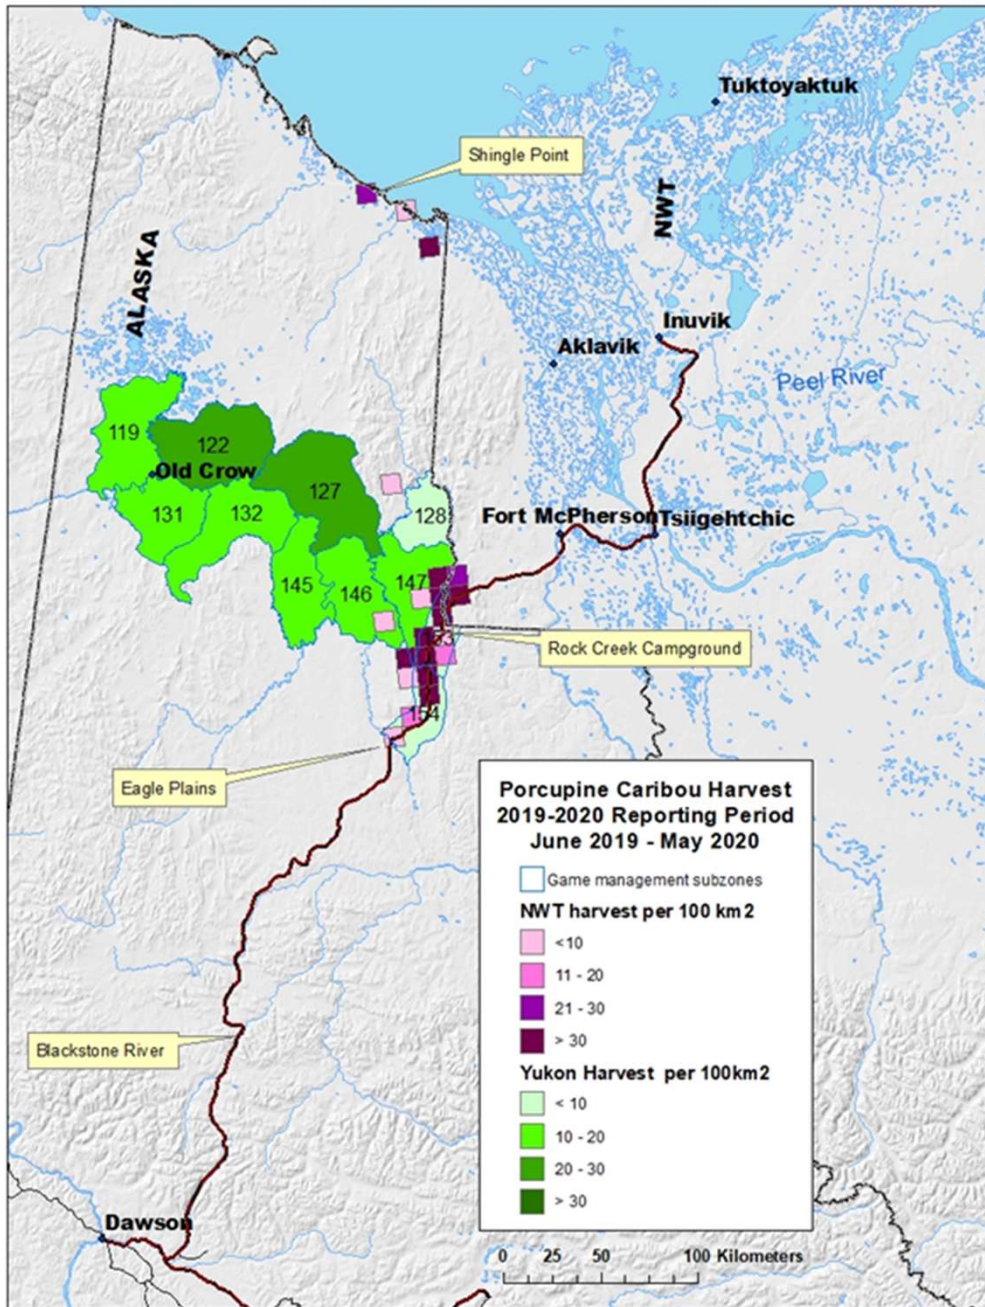 Tuktoyaktuk
Shingle Point
NWT
ALASKA
Inuvik
Aklavik
Peel River
119
122
Old Crow
127
131
132
128
Fort McPherson
Tsiigehtchic
145
146
147
53
Rock Creek Campground
154
Eagle Plains
Porcupine Caribou Harvest
2019-2020 Reporting Period
June 2019 - May 2020
Game management subzones
NWT harvest per 100 km2
<10
11 - 20
21 - 30
> 30
Blackstone River
Yukon Harvest per 100km2
< 10
10 - 20
20 - 30
> 30
Dawson
0 25 50 100 Kilometers